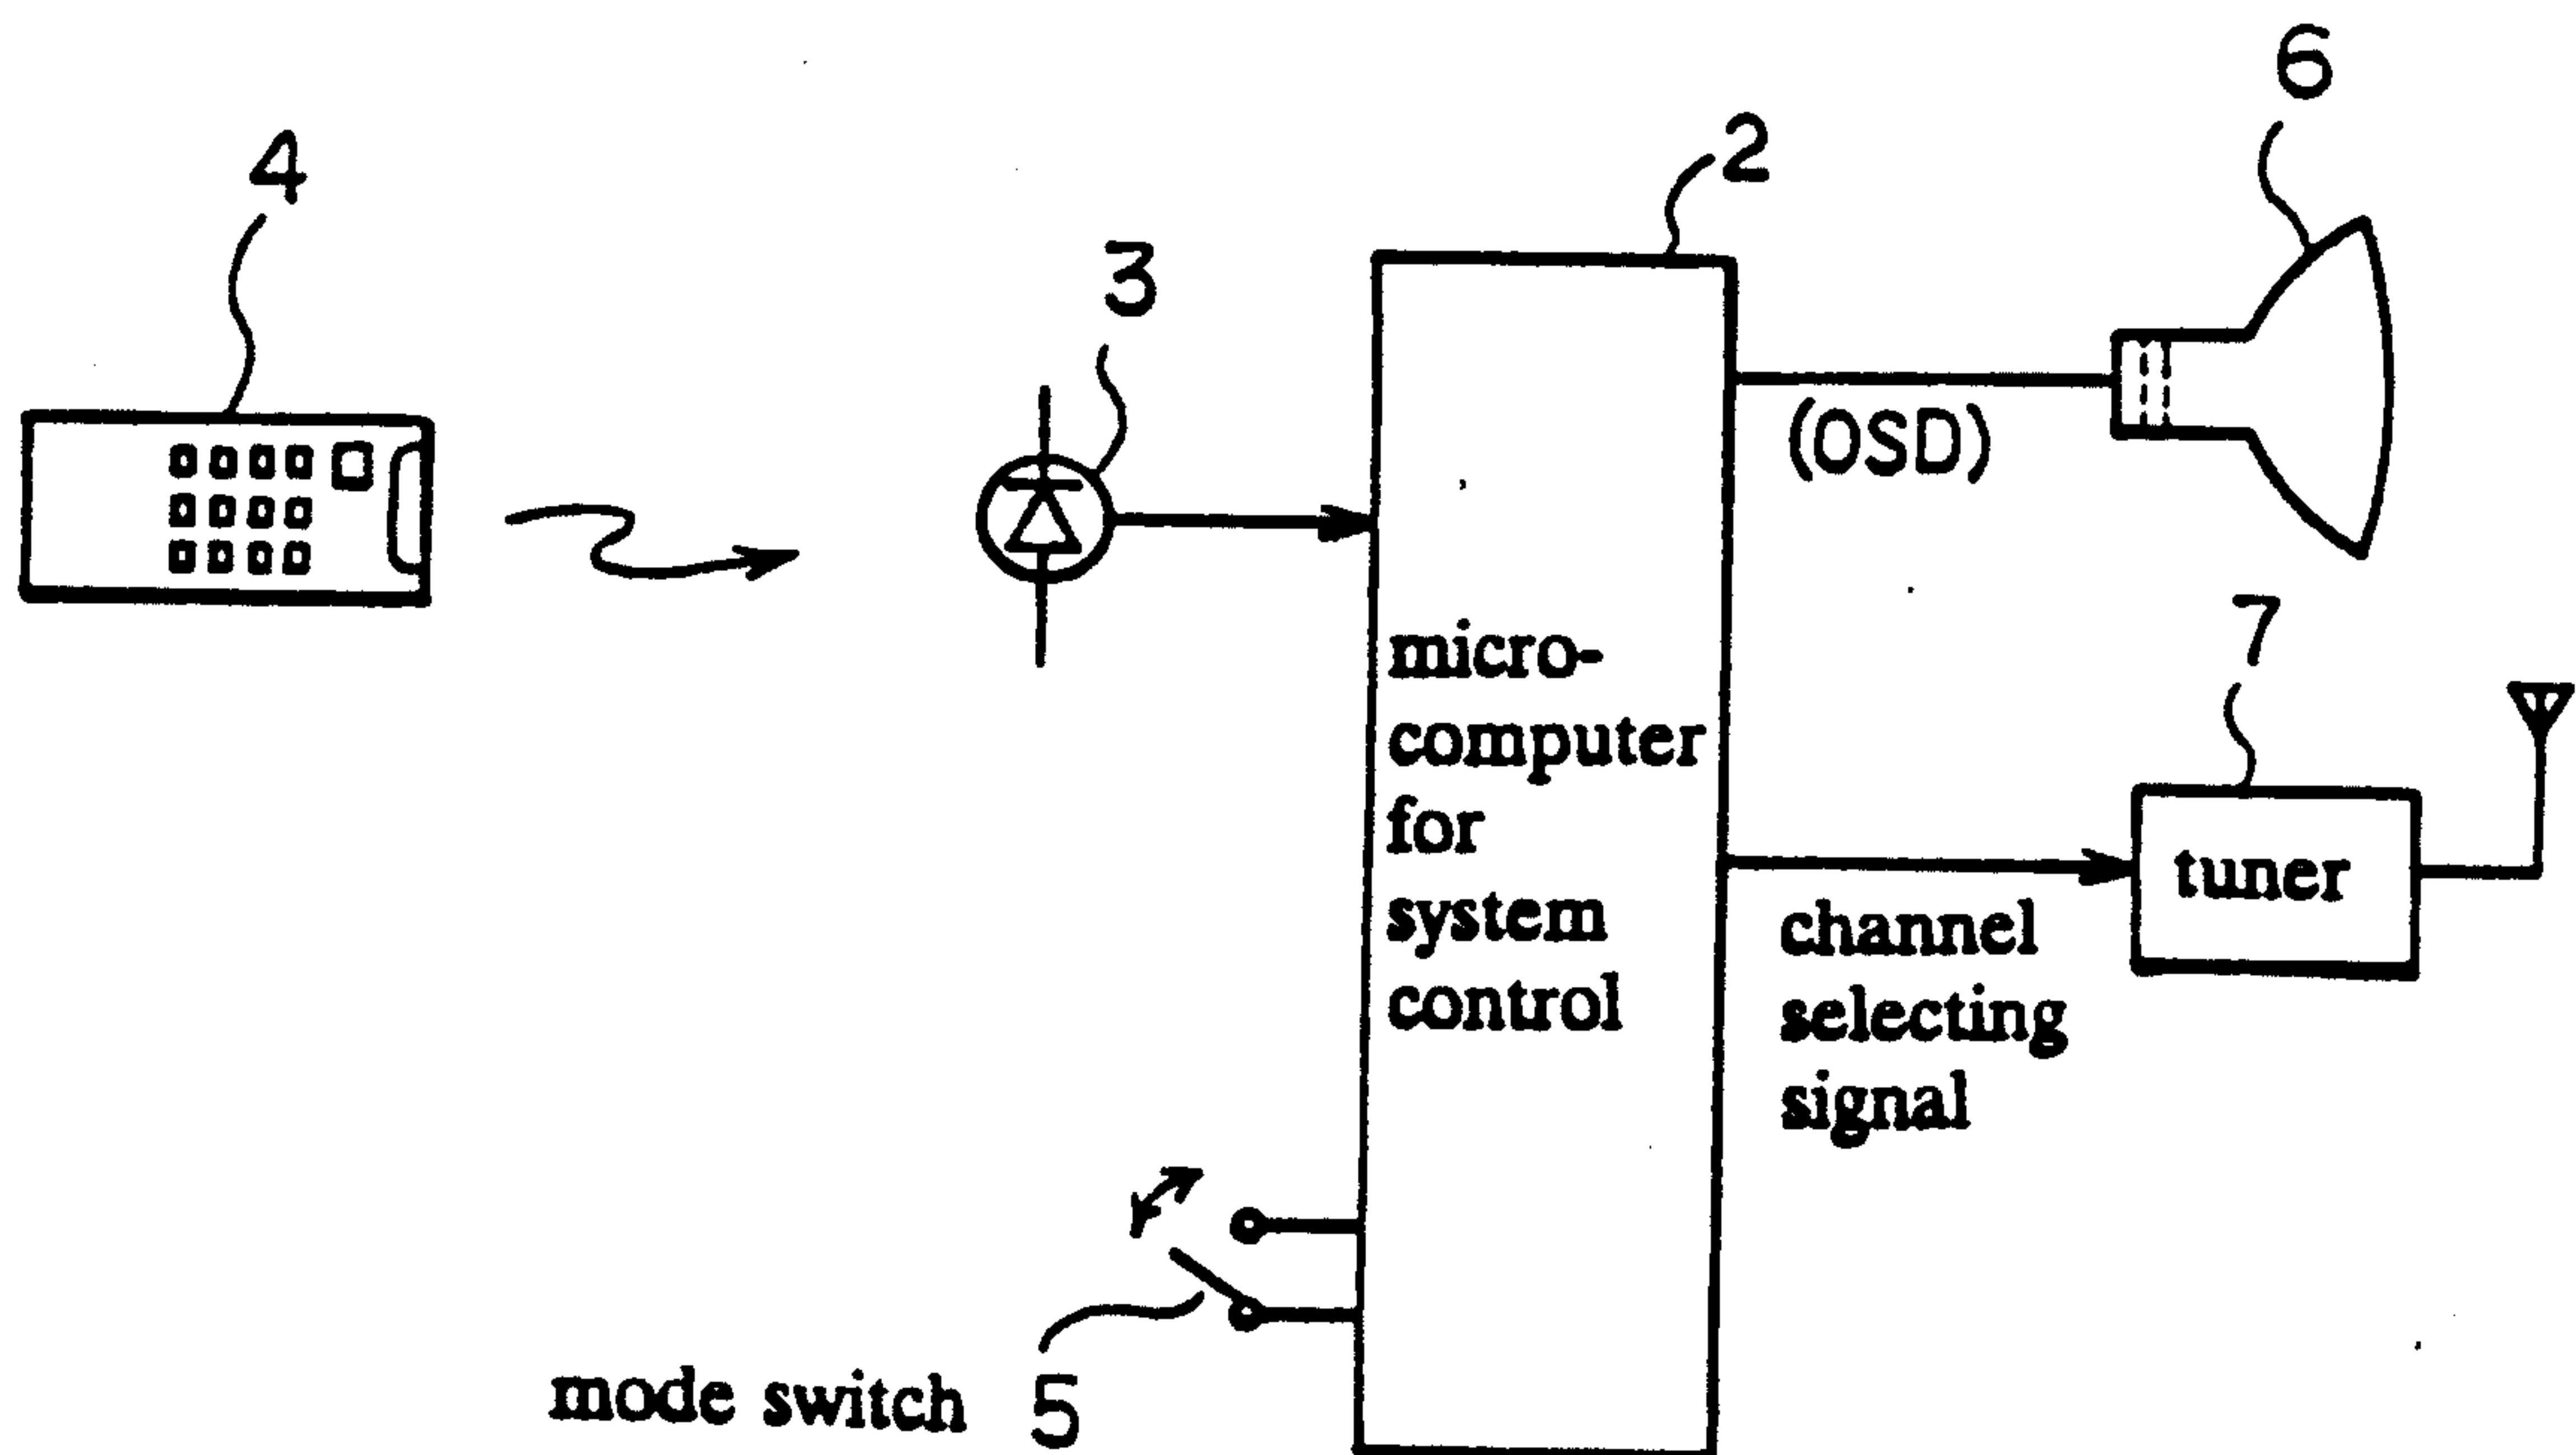 6
2
4
3
(OSD)
7
micro-
computer
for
system
control
tuner
channel
selecting
signal
mode switch 5